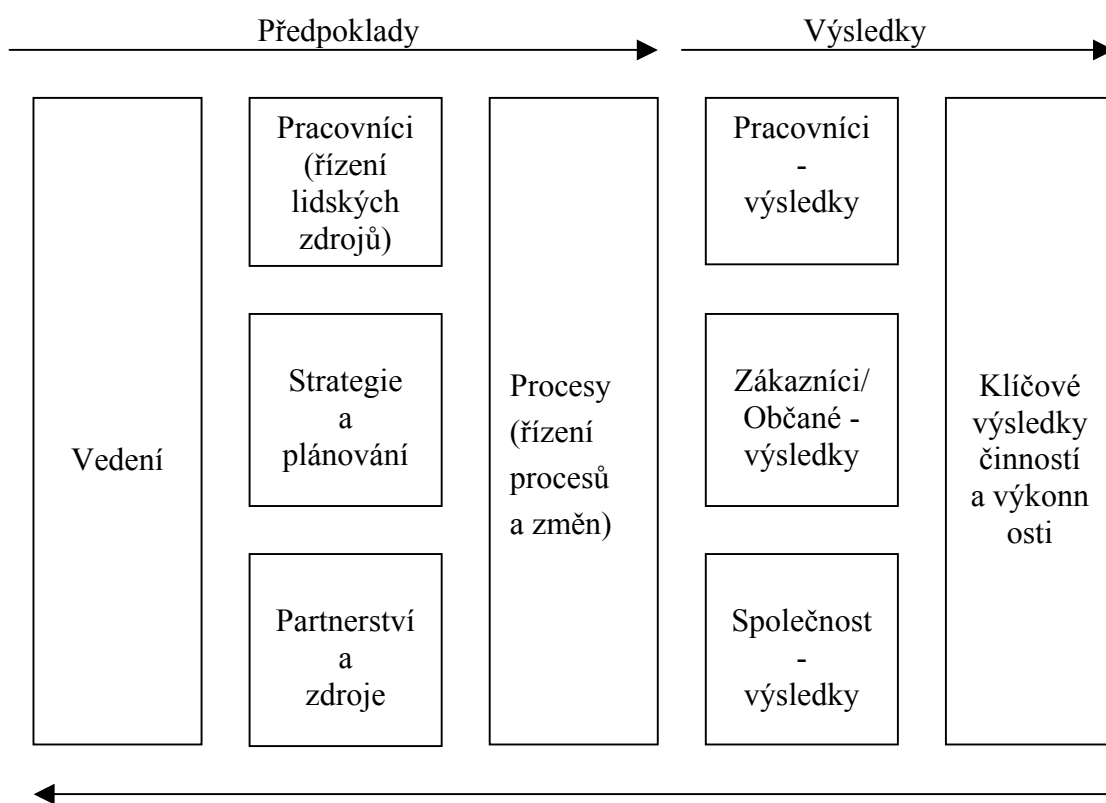 Předpoklady
Výsledky
Vedení
Pracovníci
(řízení
lidských
zdrojů)
Strategie
a
plánování
Partnerství
a
zdroje
Procesy
(řízení
procesů
a změn)
Pracovníci
-
výsledky
Zákazníci/
Občané -
výsledky
Společnost
-
výsledky
Klíčové
výsledky
činností
a výkonn
osti